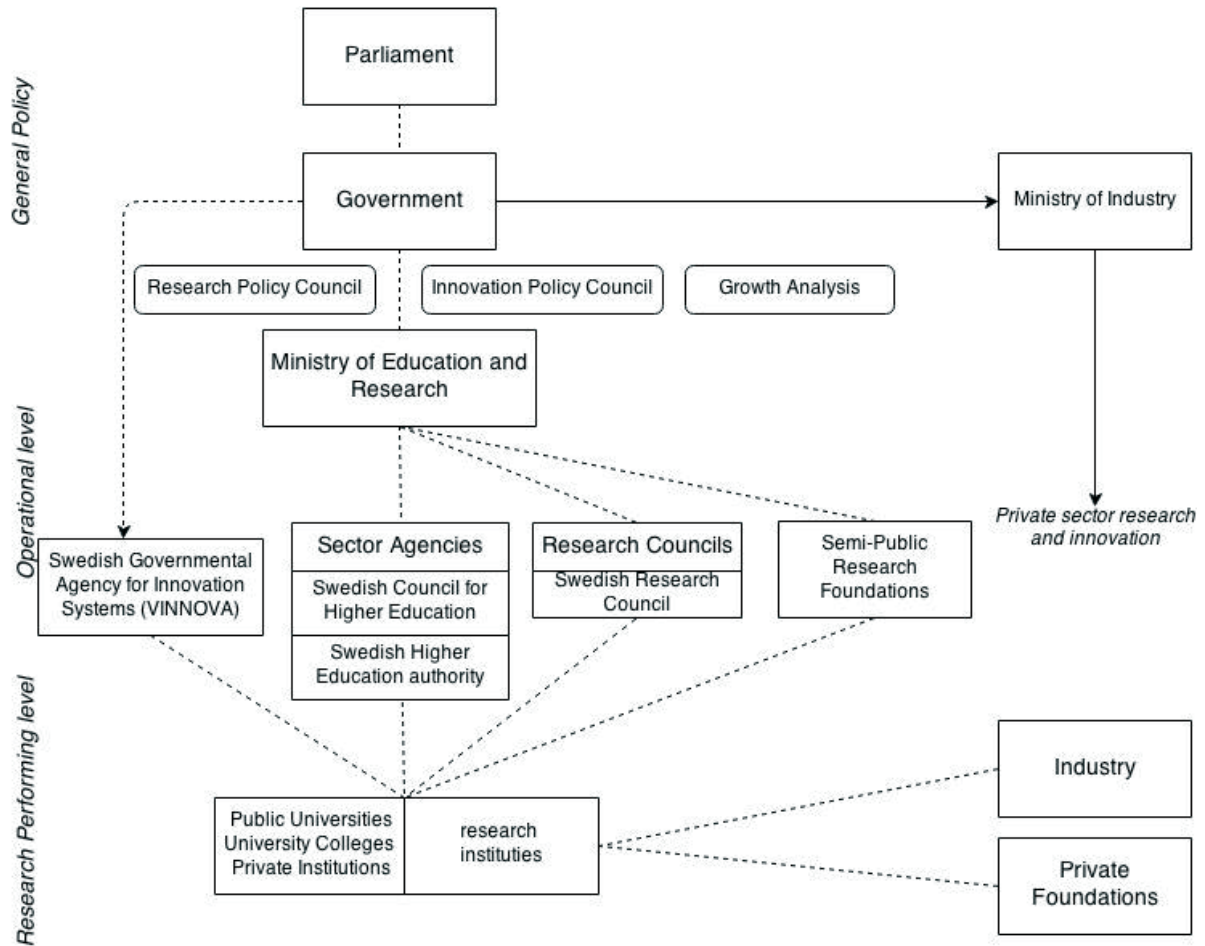 General Policy
Parliament
Government
Ministry of Industry
Research Policy Council
Innovation Policy Council
Growth Analysis
Ministry of Education and
Research
Operational level
Swedish Governmental
Agency for Innovation
Systems (VINNOVA)
Sector Agencies
Swedish Council for
Higher Education
Swedish Higher
Education authority
Research Councils
Swedish Research
Council
Semi-Public
Research
Foundations
Private sector research
and innovation
Research Performing level
Public Universities
University Colleges
Private Institutions
research
instituties
Industry
Private
Foundations